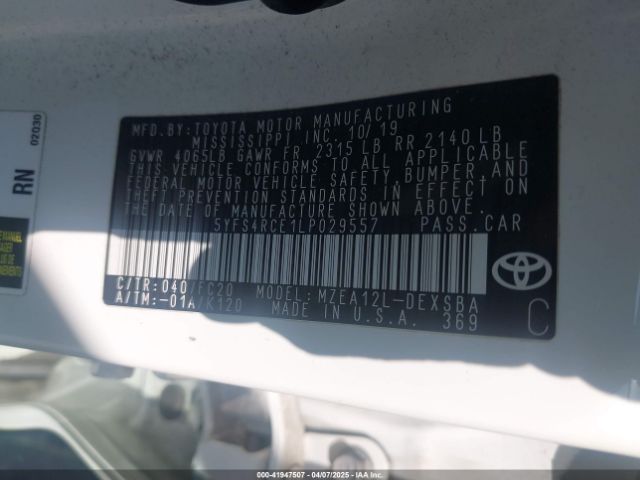 MFD. BY: TOYOTA MOTOR MANUFACTURING
MISSISSIPPI INC. 10/19
GVWR 4065LB GAWR FR 2315 LB RR 2140 LB
THIS VEHICLE CONFORMS TO ALL APPLICABLE
FEDERAL MOTOR VEHICLE SAFETY, BUMPER, AND
THEFT PREVENTION STANDARDS IN EFFECT ON
THE DATE OF MANUFACTURE SHOWN ABOVE.
5YFS4RCE1LP029557 PASS. CAR
C/TR: 040/FC20 MODEL: MZEA12L-DEXSBA
A/TM: -01A/K120 MADE IN U.S.A. 369
C
RN 02030
000-41947507 - 04/07/2025 - iaai.com